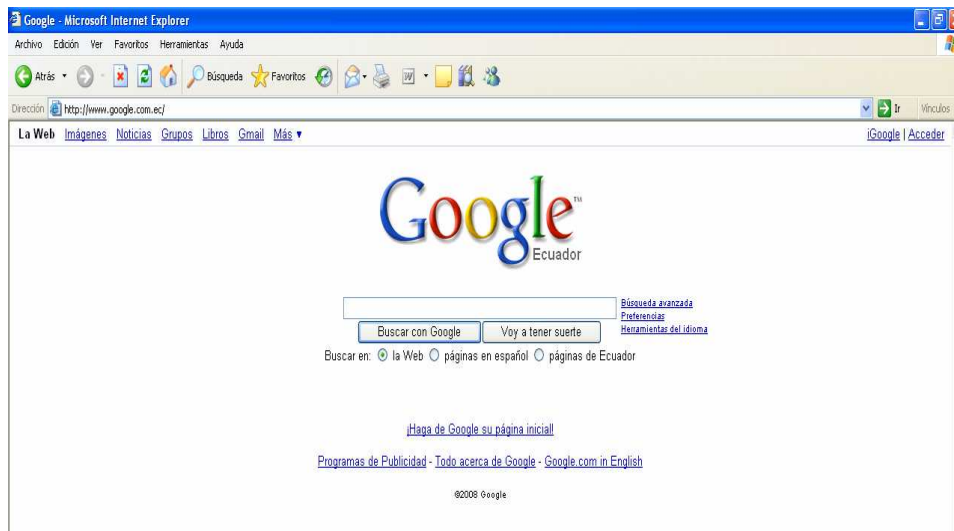 Google - Microsoft Internet Explorer
Archivo Edición Ver Favoritos Herramientas Ayuda
Atrás Búsqueda Favoritos
Dirección http://www.google.com.ec/ Ir Vínculos
La Web Imágenes Noticias Grupos Libros Gmail Más ▼ iGoogle | Acceder
Google™
Ecuador
Búsqueda avanzada
Preferencias
Buscar con Google Voy a tener suerte Herramientas del idioma
Buscar en: la Web páginas en español páginas de Ecuador
¡Haga de Google su página inicial!
Programas de Publicidad - Todo acerca de Google - Google.com in English
©2008 Google